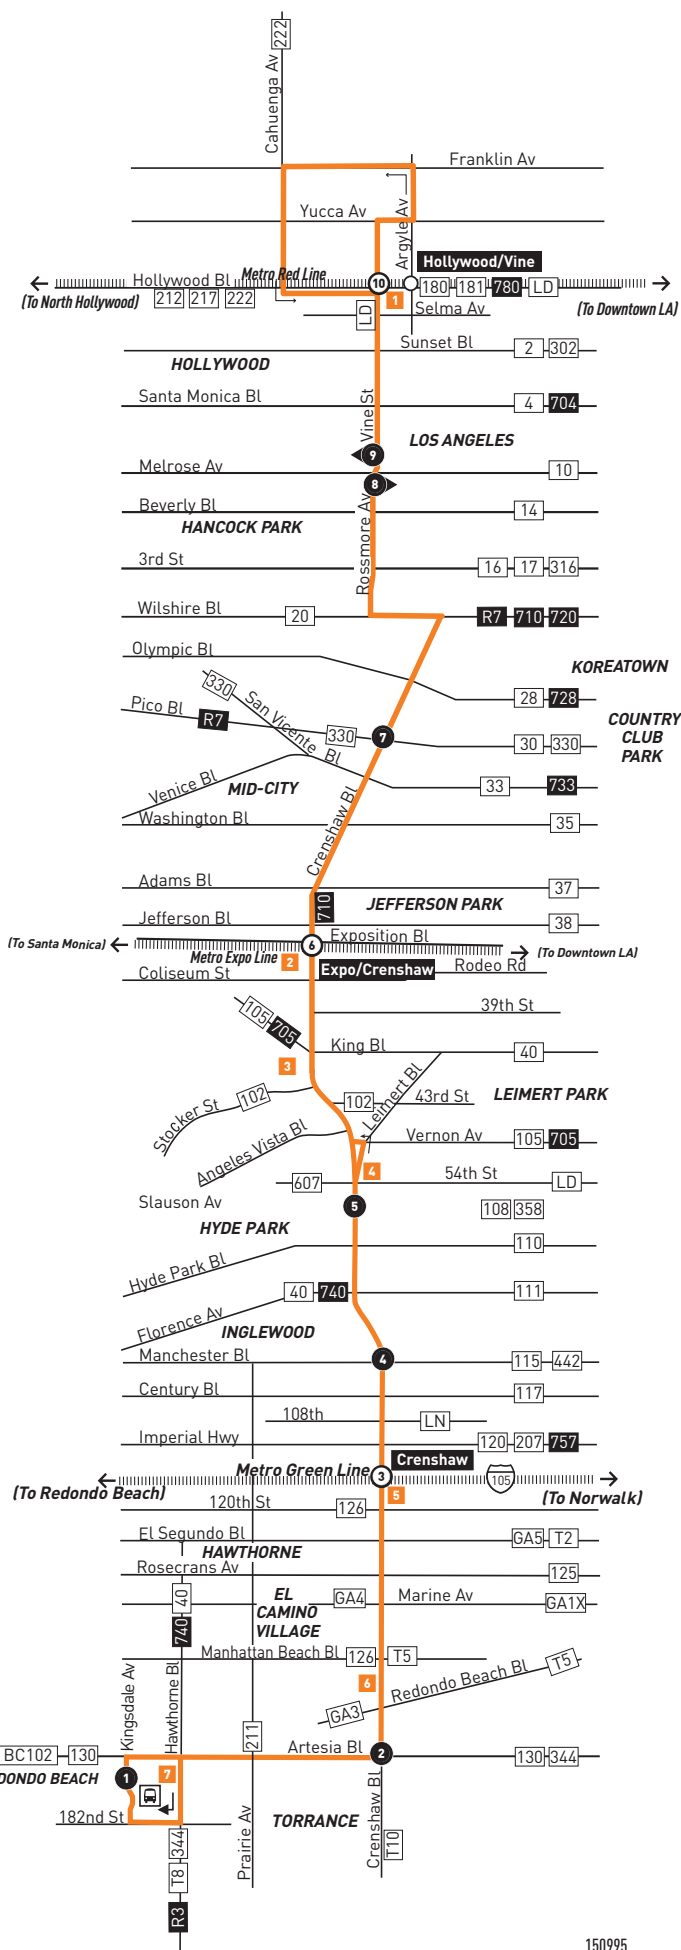 222
Cahuenga Av
Franklin Av
Yucca Av
Argyle Av
Hollywood/Vine
Hollywood Bl
Metro Red Line
10
180 181 780 LD
(To North Hollywood)
212 217 222
1
(To Downtown LA)
LD
Selma Av
Sunset Bl
2 302
HOLLYWOOD
Santa Monica Bl
4 704
Vine St
LOS ANGELES
9
Melrose Av
10
8
Beverly Bl
14
HANCOCK PARK
Rossmore Av
3rd St
16 17 316
Wilshire Bl
20
R7 710 720
Olympic Bl
KOREATOWN
330
San Vicente Bl
28 728
Pico Bl
R7
330
7
COUNTRY
CLUB
PARK
30 330
Venice Bl
MID-CITY
33 733
Crenshaw Bl
Washington Bl
35
Adams Bl
37
710
JEFFERSON PARK
Jefferson Bl
38
(To Santa Monica)
6
Exposition Bl
Metro Expo Line
2
(To Downtown LA)
Expo/Crenshaw
Rodeo Rd
Coliseum St
105 705
39th St
King Bl
40
3
Leimert Bl
LEIMERT PARK
Stocker St
102
102
43rd St
Angeles Vista Bl
Vernon Av
105 705
4
54th St
607
LD
Slauson Av
5
108 358
HYDE PARK
Hyde Park Bl
110
40 740
111
Florence Av
INGLEWOOD
Manchester Bl
4
115 442
Century Bl
117
108th
LN
Imperial Hwy
120 207 757
Crenshaw
Metro Green Line
3
105
(To Redondo Beach)
5
(To Norwalk)
120th St
126
El Segundo Bl
GA5 T2
HAWTHORNE
Rosecrans Av
125
40
740
EL
CAMINO
VILLAGE
GA4
Marine Av
GA1X
Manhattan Beach Bl
126
T5
Redondo Beach Bl
T5
6
GA3
Kingsdale Av
Hawthorne Bl
211
Artesia Bl
2
BC102 130
130 344
1
7
DONDO BEACH
182nd St
TORRANCE
Prairie Av
Crenshaw Bl
T10
344
T8
R3
150995